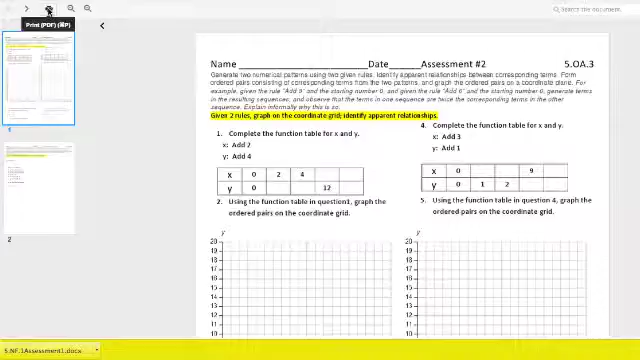 Search the document
Print (PDF) (⌘P)
Name ________________________Date______Assessment #2 5.OA.3
Generate two numerical patterns using two given rules. Identify apparent relationships between corresponding terms. Form
ordered pairs consisting of corresponding terms from the two patterns, and graph the ordered pairs on a coordinate plane. For
example, given the rule "Add 3" and the starting number 0, and given the rule "Add 6" and the starting number 0, generate terms
in the resulting sequences, and observe that the terms in one sequence are twice the corresponding terms in the other
sequence. Explain informally why this is so.
Given 2 rules, graph on the coordinate grid; identify apparent relationships.
1. Complete the function table for x and y.
x: Add 2
y: Add 4
x 0 2 4
y 0 12
2. Using the function table in question1, graph the
ordered pairs on the coordinate grid.
y
20
19
18
17
16
15
14
13
12
11
10
4. Complete the function table for x and y.
x: Add 3
y: Add 1
x 0 9
y 0 1 2
5. Using the function table in question 4, graph the
ordered pairs on the coordinate grid.
y
20
19
18
17
16
15
14
13
12
11
10
1
2
5.NF.1Assessment1.docx